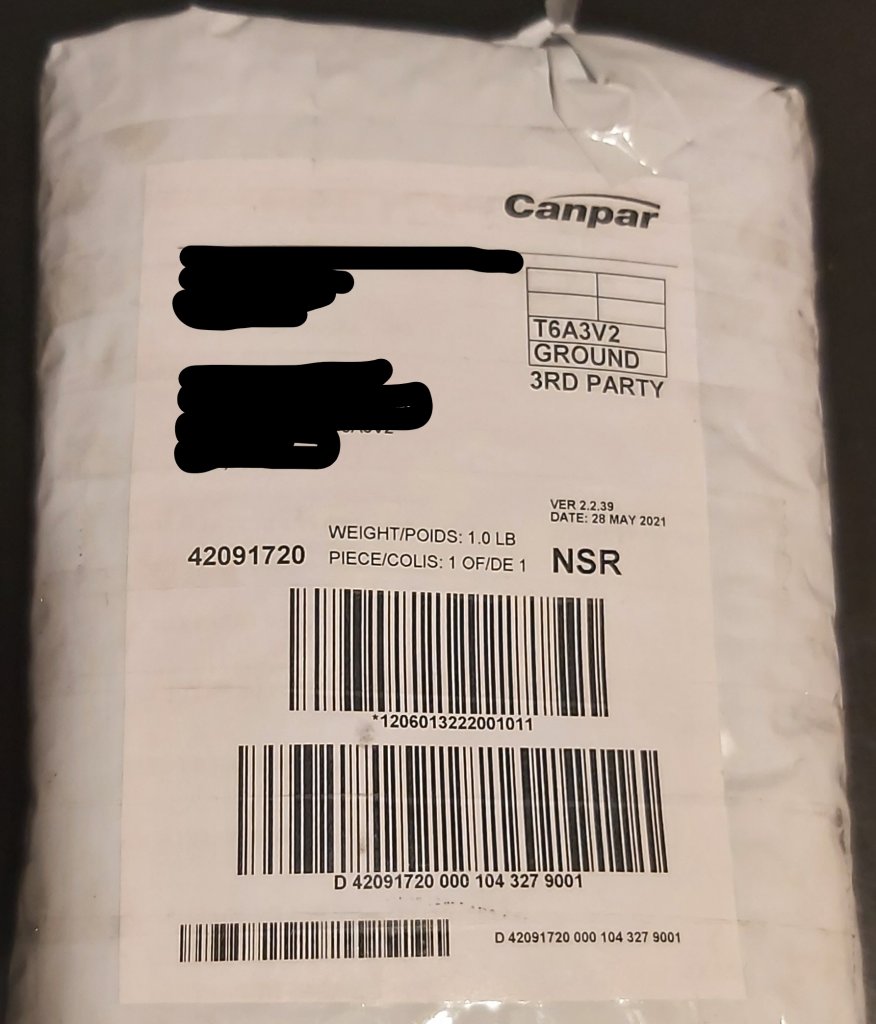 Canpar
T6A3V2
GROUND
3RD PARTY
VER 2.2.39
DATE: 28 MAY 2021
WEIGHT/POIDS: 1.0 LB
42091720 PIECE/COLIS: 1 OF/DE 1 NSR
*1206013222001011
D 42091720 000 104 327 9001
D 42091720 000 104 327 9001